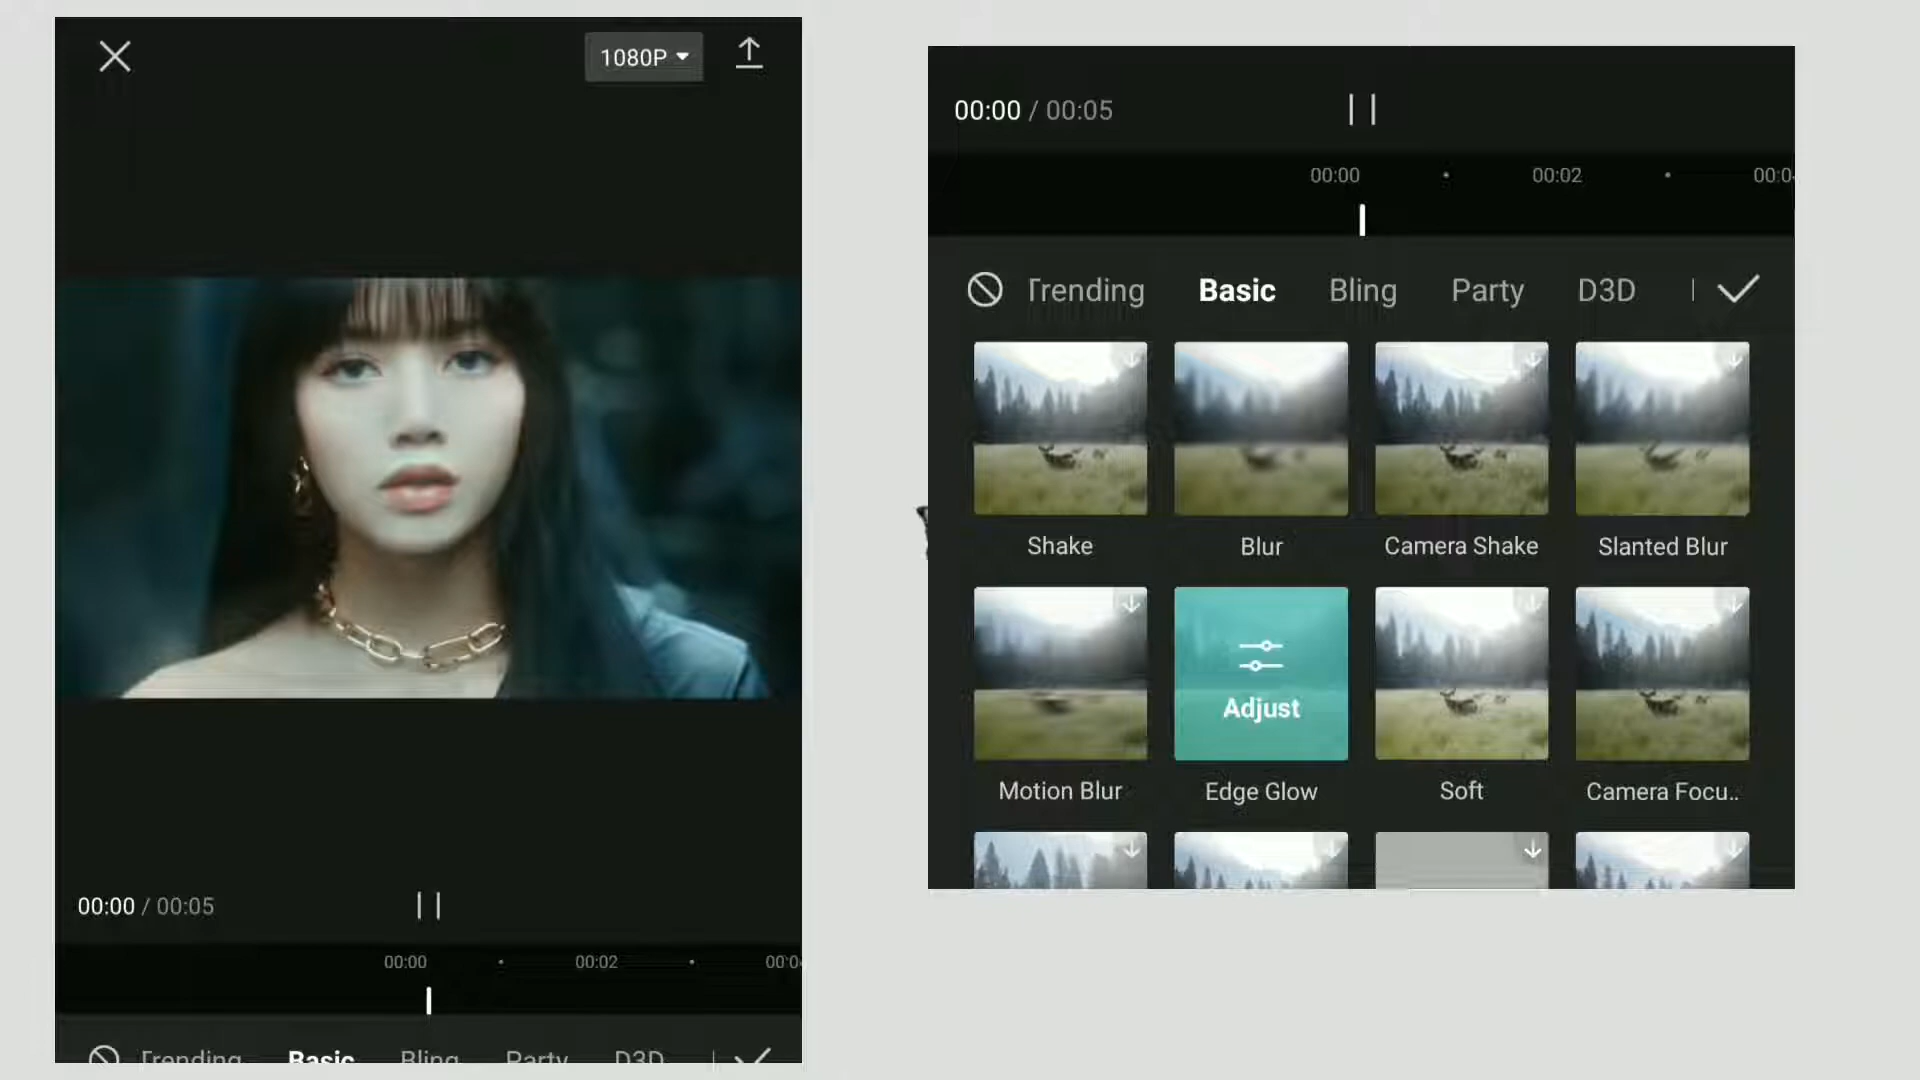 1080P
00:00 / 00:05
00:00
00:02
Trending Basic Bling Party D3D
00:00 / 00:05
00:00
00:02
Trending Basic Bling Party D3D
Shake Blur Camera Shake Slanted Blur
Adjust
Motion Blur Edge Glow Soft Camera Focu..